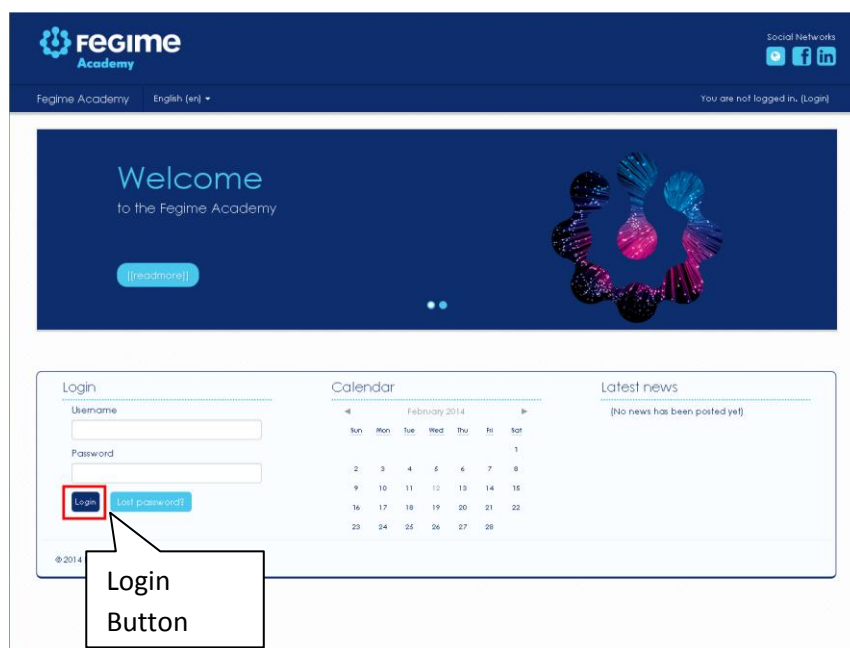 FEGIme
Academy
Social Networks
Fegime Academy English (en)
You are not logged in. (Login)
Welcome
to the Fegime Academy
[[readmore]]
Login
Username
Password
Login Lost password?
© 2014
Calendar
February 2014
Sun Mon Tue Wed Thu Fri Sat
1
2 3 4 5 6 7 8
9 10 11 12 13 14 15
16 17 18 19 20 21 22
23 24 25 26 27 28
Latest news
(No news has been posted yet)
Login
Button